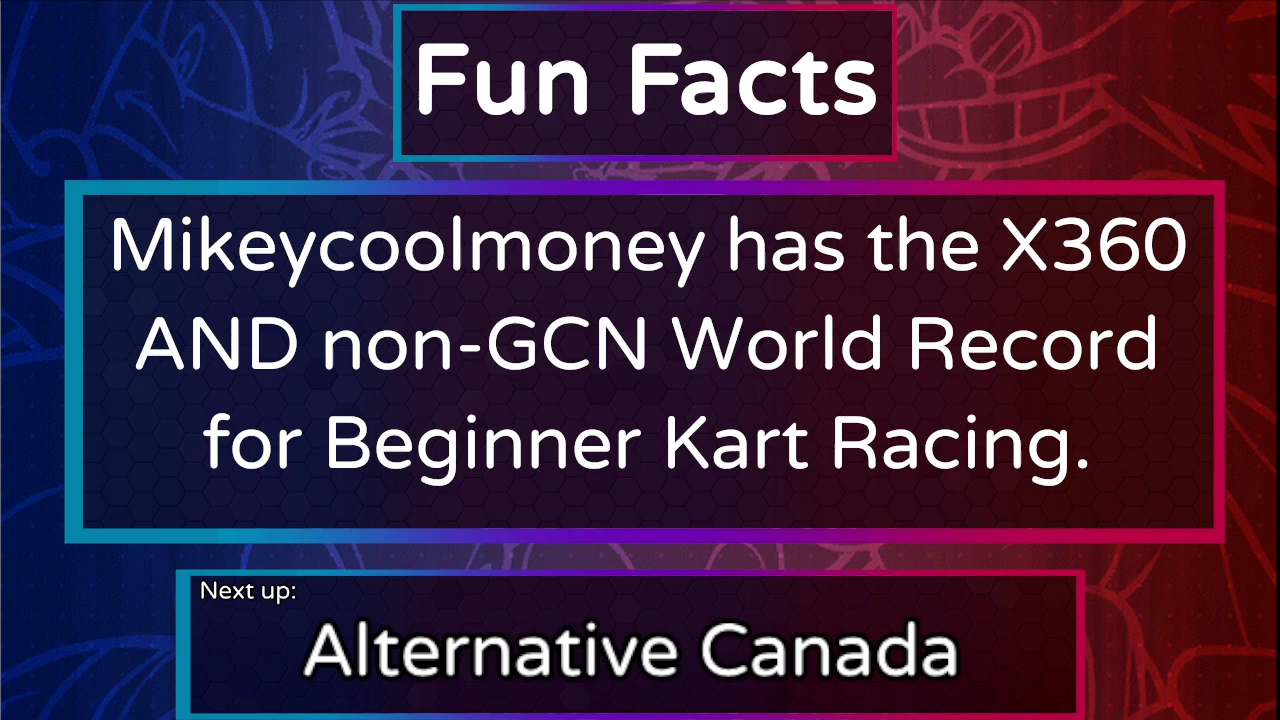 Fun Facts
Mikeycoolmoney has the X360
AND non-GCN World Record
for Beginner Kart Racing.
Next up:
Alternative Canada